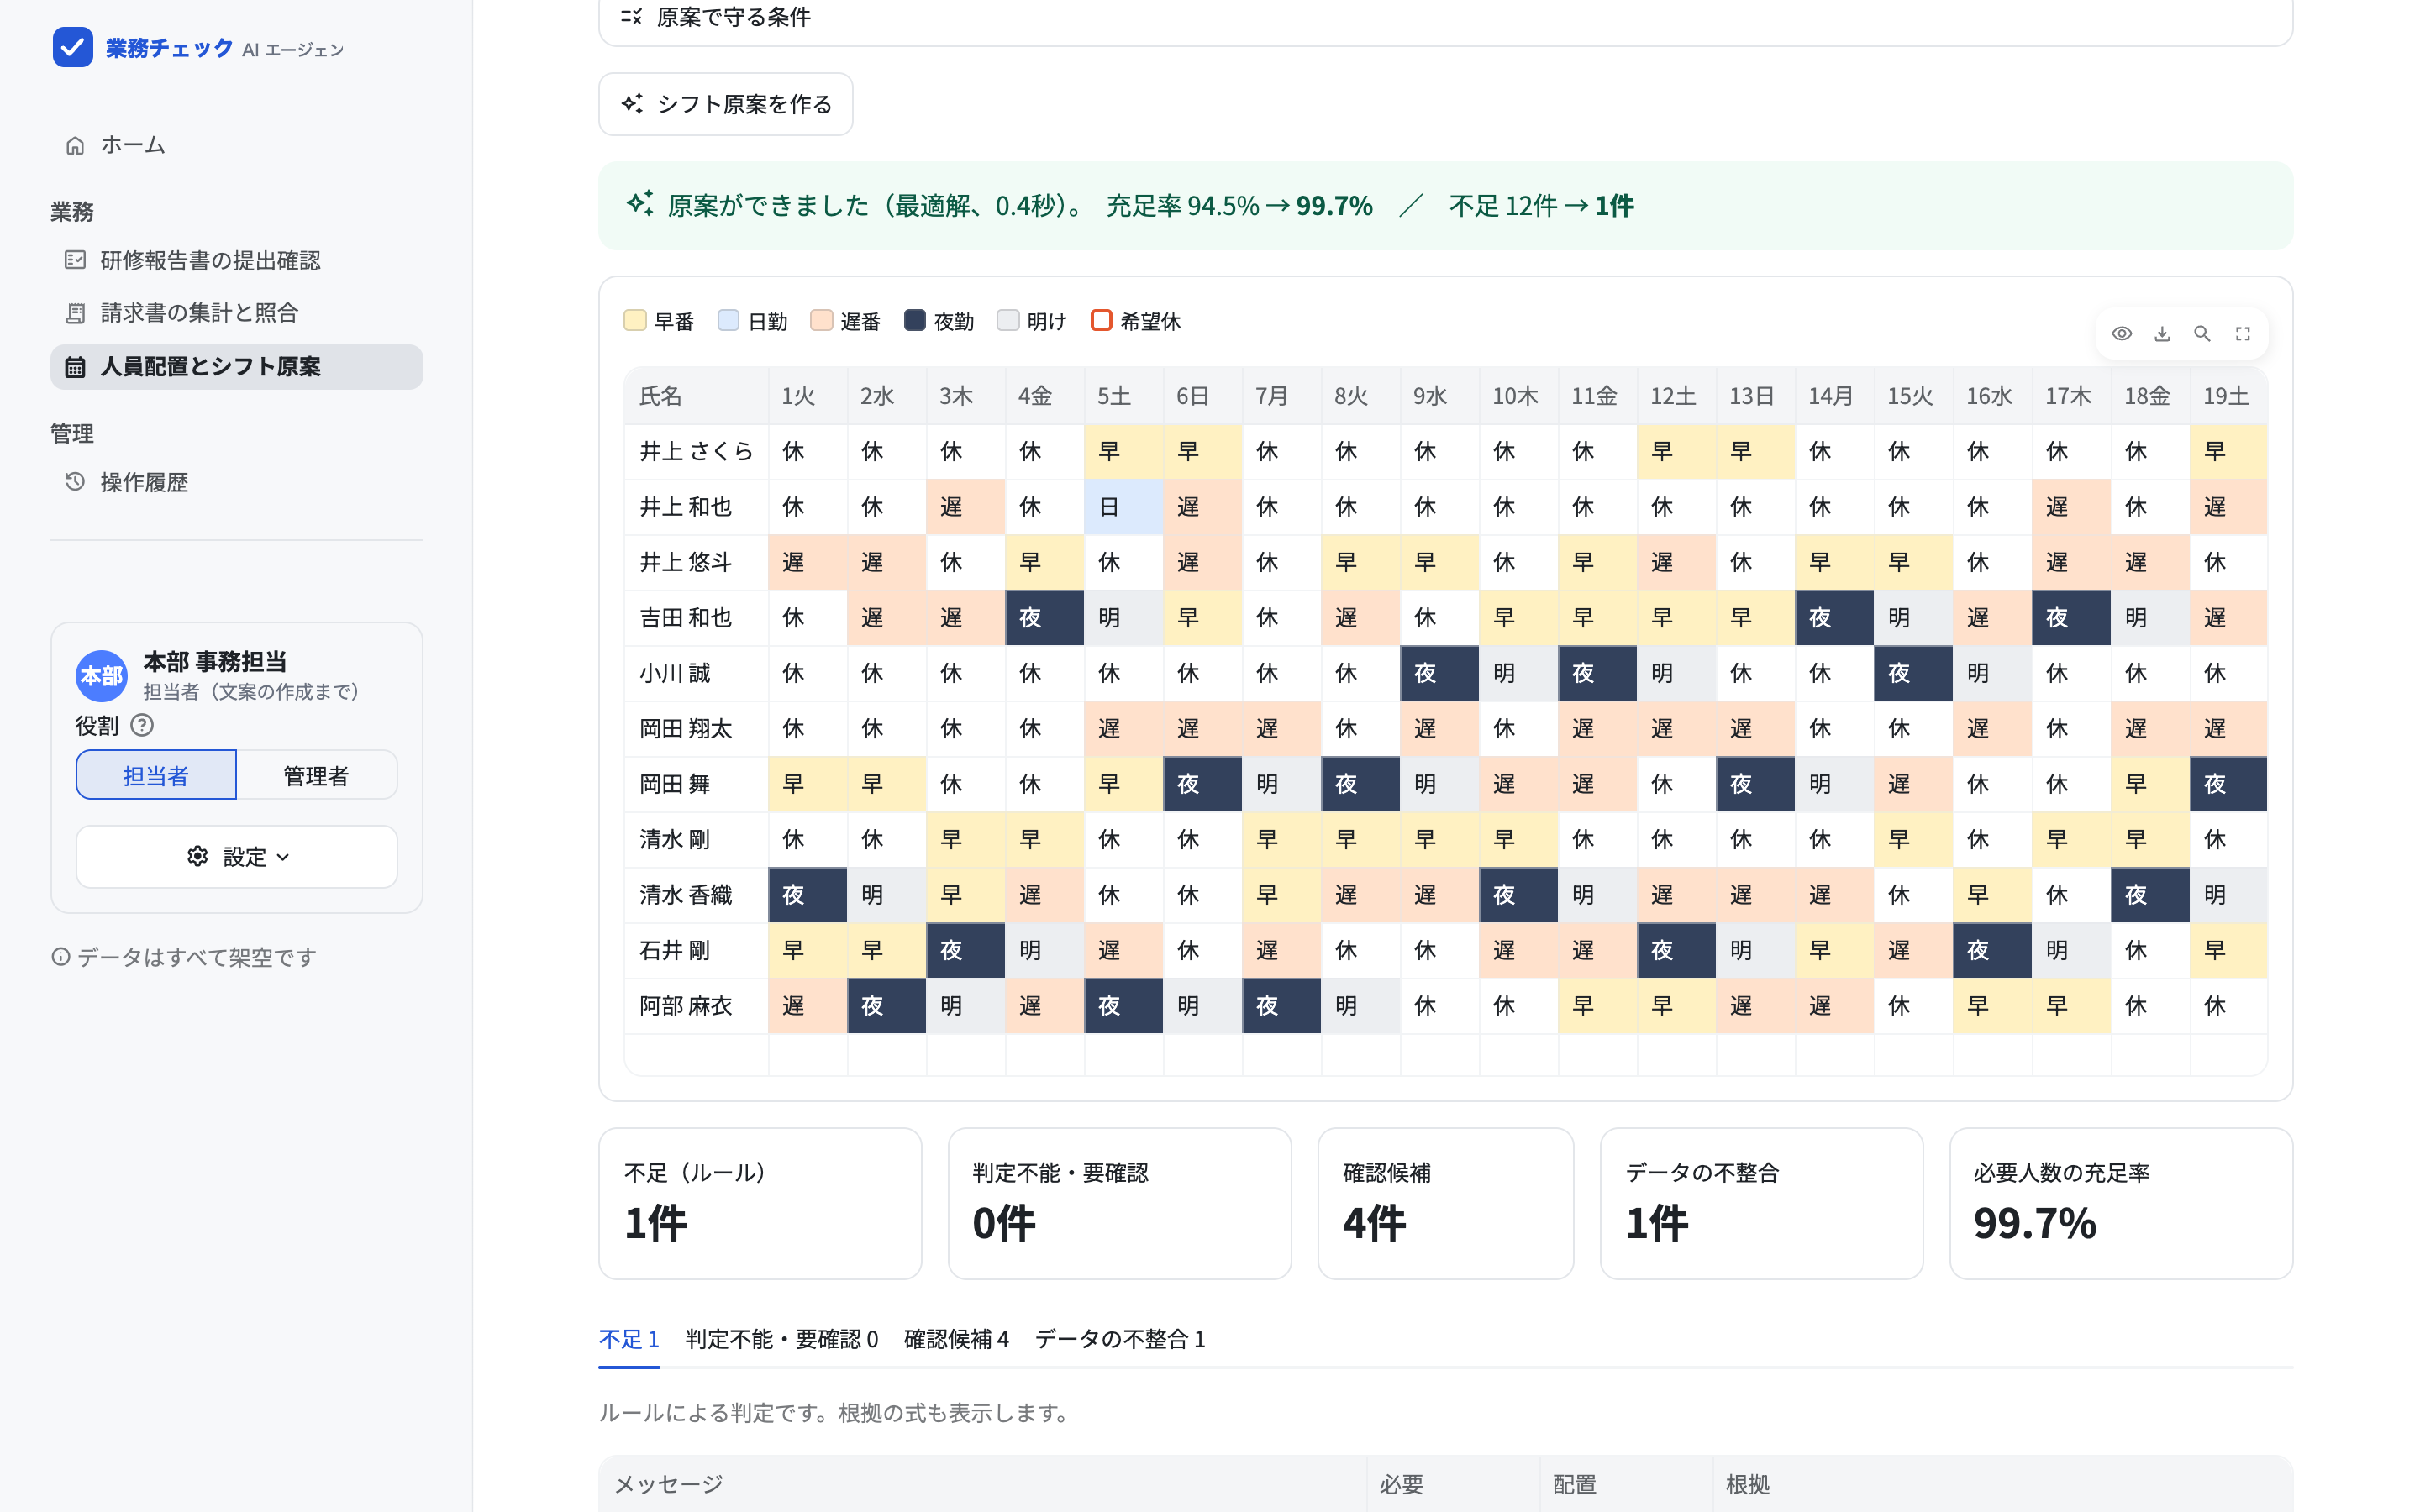 業務チェック AI エージェン
ホーム
業務
研修報告書の提出確認
請求書の集計と照合
人員配置とシフト原案
管理
操作履歴
本部
本部 事務担当
担当者（文案の作成まで）
役割
担当者 管理者
設定
データはすべて架空です
原案で守る条件
シフト原案を作る
原案ができました（最適解、0.4秒）。 充足率 94.5% → 99.7% ／ 不足 12件 → 1件
早番 日勤 遅番 夜勤 明け 希望休
氏名 1火 2水 3木 4金 5土 6日 7月 8火 9水 10木 11金 12土 13日 14月 15火 16水 17木 18金 19土
井上 さくら 休 休 休 休 早 早 休 休 休 休 休 早 早 休 休 休 休 休 早
井上 和也 休 休 遅 休 日 遅 休 休 休 休 休 休 休 休 休 休 遅 休 遅
井上 悠斗 遅 遅 休 早 休 遅 休 早 早 休 早 遅 休 早 早 休 遅 遅 休
吉田 和也 休 遅 遅 夜 明 早 休 遅 休 早 早 早 早 夜 明 遅 夜 明 遅
小川 誠 休 休 休 休 休 休 休 休 夜 明 夜 明 休 休 夜 明 休 休 休
岡田 翔太 休 休 休 休 遅 遅 遅 休 遅 休 遅 遅 遅 休 休 遅 休 遅 遅
岡田 舞 早 早 休 休 早 夜 明 夜 明 遅 遅 休 夜 明 遅 休 休 早 夜
清水 剛 休 休 早 早 休 休 早 早 早 早 休 休 休 休 早 休 早 早 休
清水 香織 夜 明 早 遅 休 休 早 遅 遅 夜 明 遅 遅 遅 休 早 休 夜 明
石井 剛 早 早 夜 明 遅 休 遅 休 休 遅 遅 夜 明 早 遅 夜 明 休 早
阿部 麻衣 遅 夜 明 遅 夜 明 夜 明 休 休 早 早 遅 遅 休 早 早 休 休
不足（ルール） 判定不能・要確認 確認候補 データの不整合 必要人数の充足率
1件 0件 4件 1件 99.7%
不足 1 判定不能・要確認 0 確認候補 4 データの不整合 1
ルールによる判定です。根拠の式も表示します。
メッセージ 必要 配置 根拠